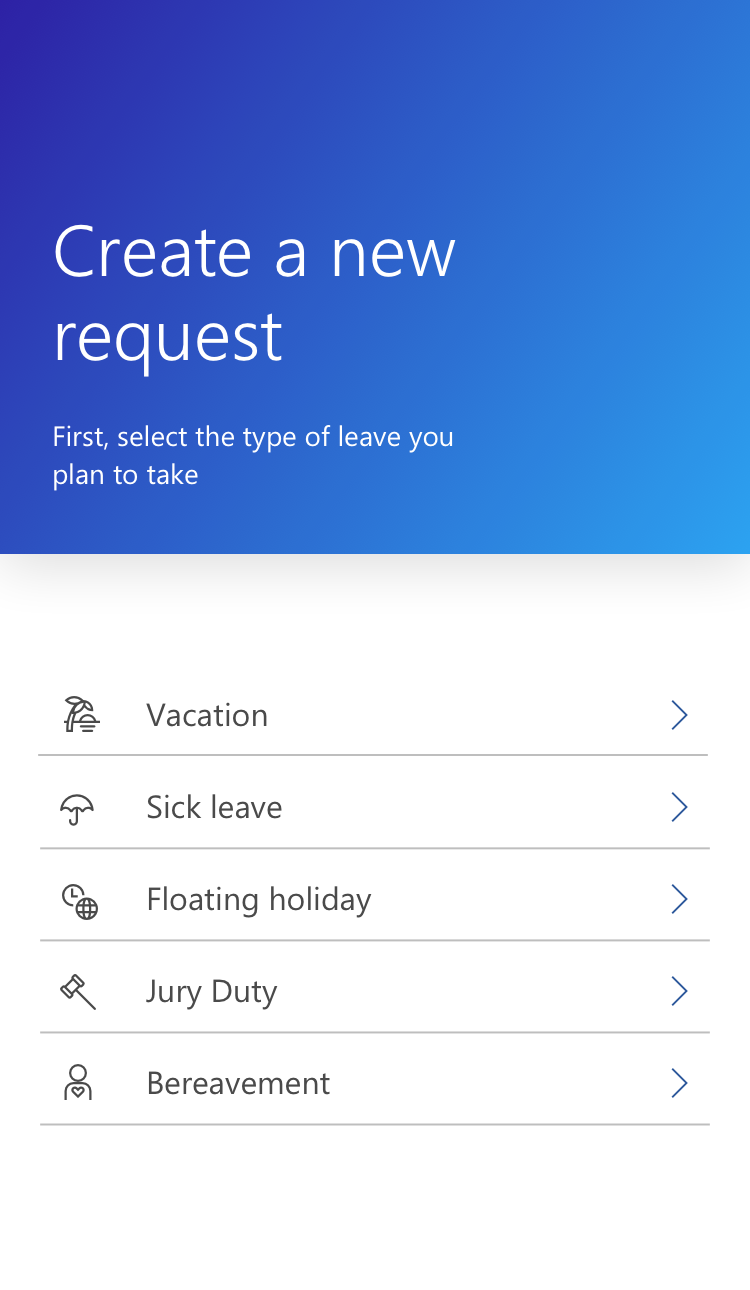 Create a new
request
First, select the type of leave you
plan to take
Vacation
Sick leave
Floating holiday
Jury Duty
Bereavement